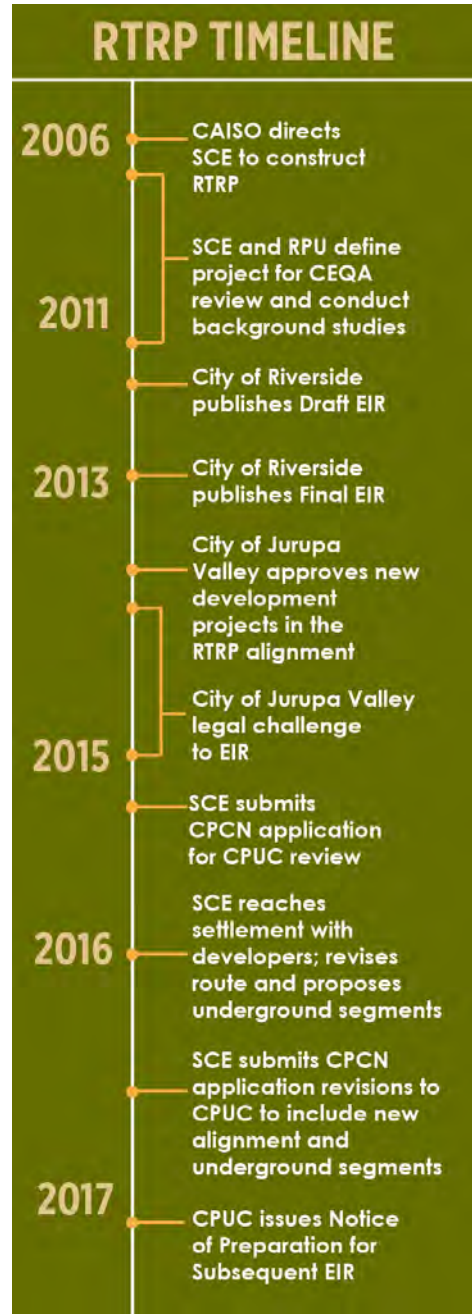 RTRP TIMELINE
2006
CAISO directs
SCE to construct
RTRP
SCE and RPU define
project for CEQA
review and conduct
background studies
2011
City of Riverside
publishes Draft EIR
2013
City of Riverside
publishes Final EIR
City of Jurupa
Valley approves new
development
projects in the
RTRP alignment
City of Jurupa Valley
legal challenge
to EIR
2015
SCE submits
CPCN application
for CPUC review
2016
SCE reaches
settlement with
developers; revises
route and proposes
underground segments
SCE submits CPCN
application revisions to
CPUC to include new
alignment and
underground segments
2017
CPUC issues Notice
of Preparation for
Subsequent EIR